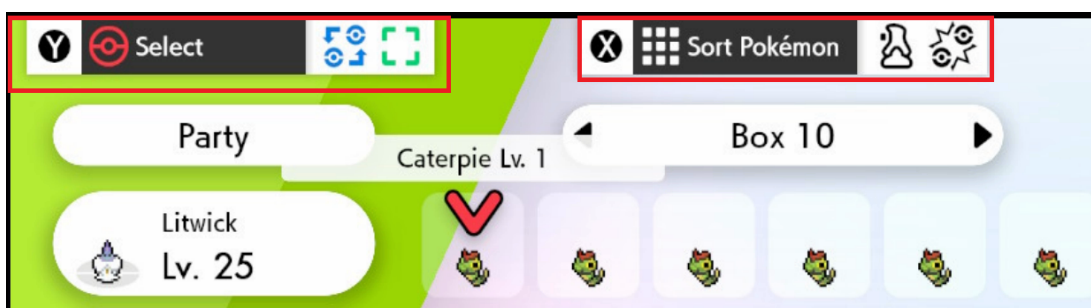 Y Select
X Sort Pokémon
Party
Box 10
Caterpie Lv. 1
Litwick
Lv. 25